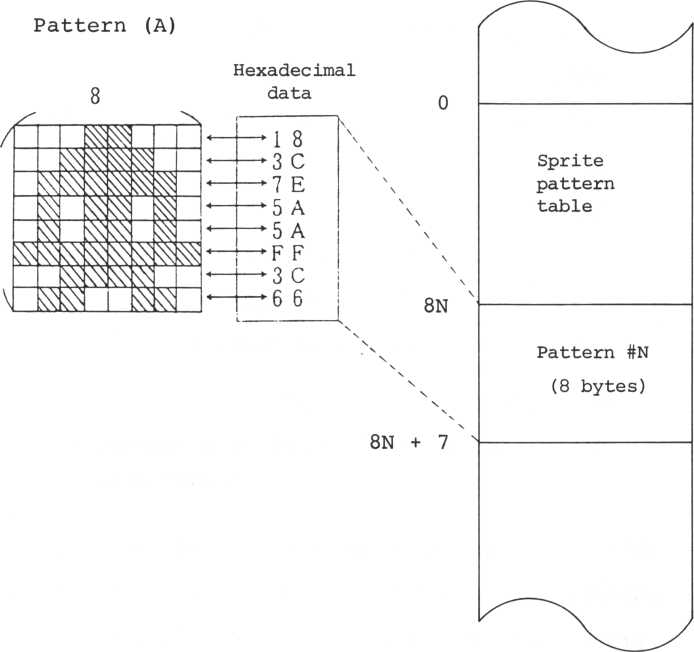 Pattern (A)
8
Hexadecimal
data
1 8
3 C
7 E
5 A
5 A
F F
3 C
6 6
0
Sprite
pattern
table
8N
Pattern #N
(8 bytes)
8N + 7